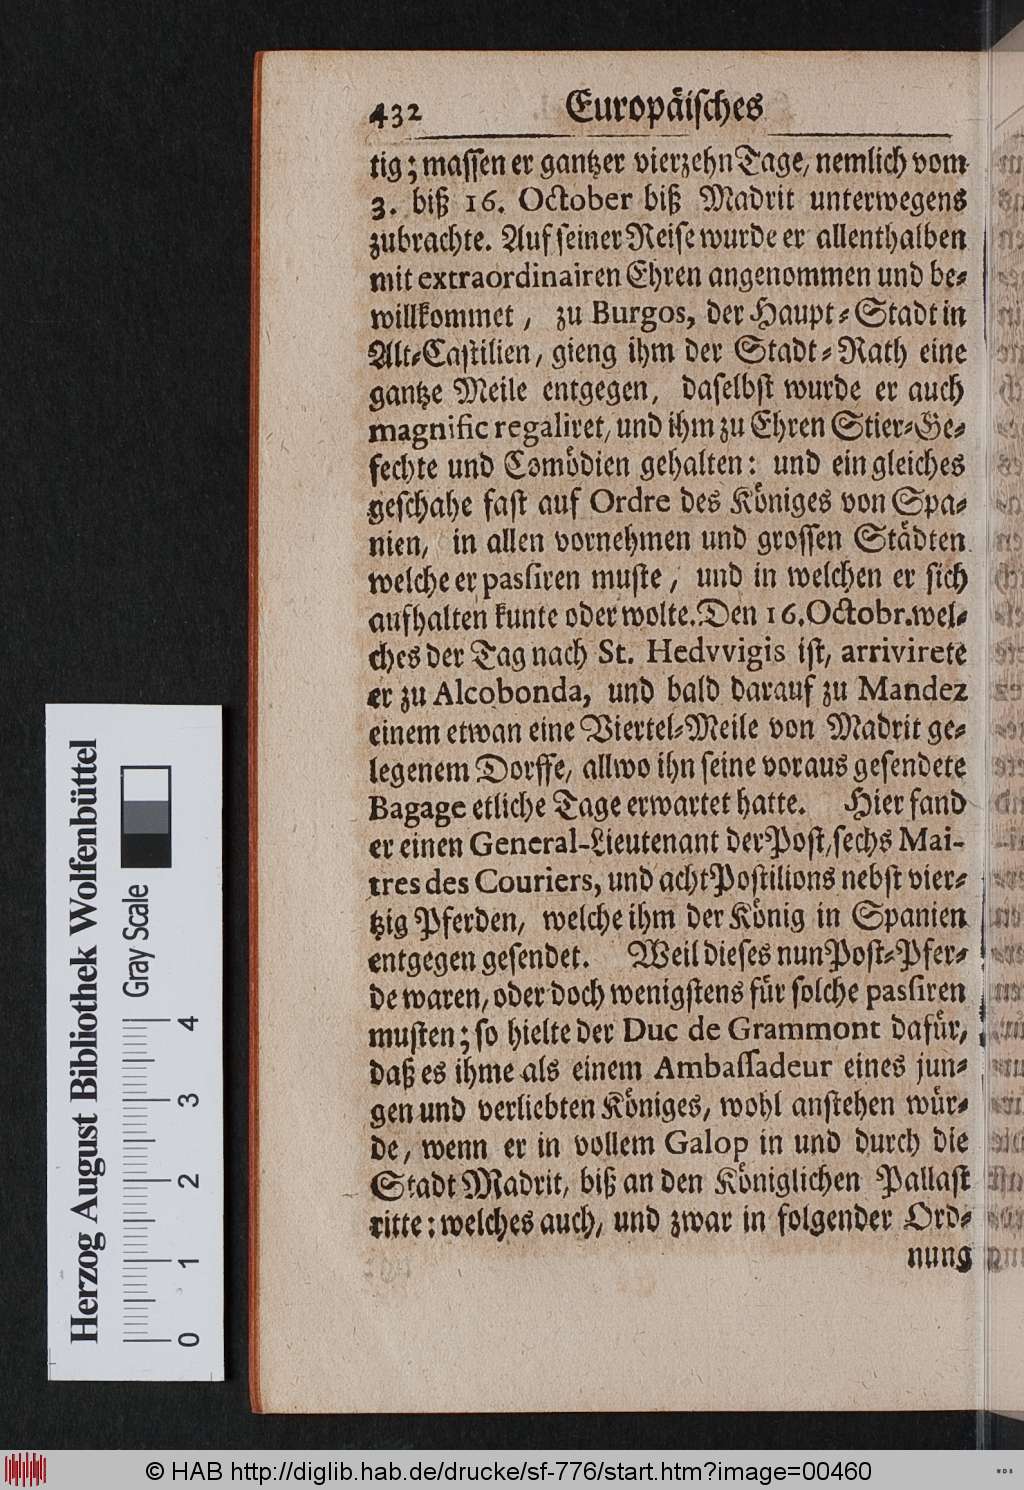 432 Europäiſches
tig; maſſen er gantzer vierzehn Tage, nemlich vom
3. biß 16. October biß Madrit unterwegens
zubrachte. Auf ſeiner Reiſe wurde er allenthalben
mit extraordinairen Ehren angenommen und be-
willkommet, zu Burgos, der Haupt-Stadt in
Alt-Caſtilien, gieng ihm der Stadt-Rath eine
gantze Meile entgegen, daſelbſt wurde er auch
magnific regaliret, und ihm zu Ehren Stier-Ge-
fechte und Comödien gehalten: und ein gleiches
geſchahe faſt auf Ordre des Königes von Spa-
nien, in allen vornehmen und groſſen Städten
welche er paſsiren muſte, und in welchen er ſich
aufhalten kunte oder wolte. Den 16. Octobr. wel-
ches der Tag nach St. Hedvvigis iſt, arrivirete
er zu Alcobonda, und bald darauf zu Mandez
einem etwan eine Viertel-Meile von Madrit ge-
legenem Dorffe, allwo ihn ſeine voraus geſendete
Bagage etliche Tage erwartet hatte. Hier fand
er einen General-Lieutenant der Poſt, ſechs Mai-
tres des Couriers, und acht Poſtilions nebſt vier-
tzig Pferden, welche ihm der König in Spanien
entgegen geſendet. Weil dieſes nun Poſt-Pfer-
de waren, oder doch wenigſtens für ſolche paſsiren
muſten; ſo hielte der Duc de Grammont dafür,
daß es ihme als einem Ambaſſadeur eines jun-
gen und verliebten Königes, wohl anſtehen wür-
de, wenn er in vollem Galop in und durch die
Stadt Madrit, biß an den Königlichen Pallaſt
ritte: welches auch, und zwar in folgender Ord-
nung
Herzog August Bibliothek Wolfenbüttel
Gray Scale
0 1 2 3 4
© HAB http://diglib.hab.de/drucke/sf-776/start.htm?image=00460